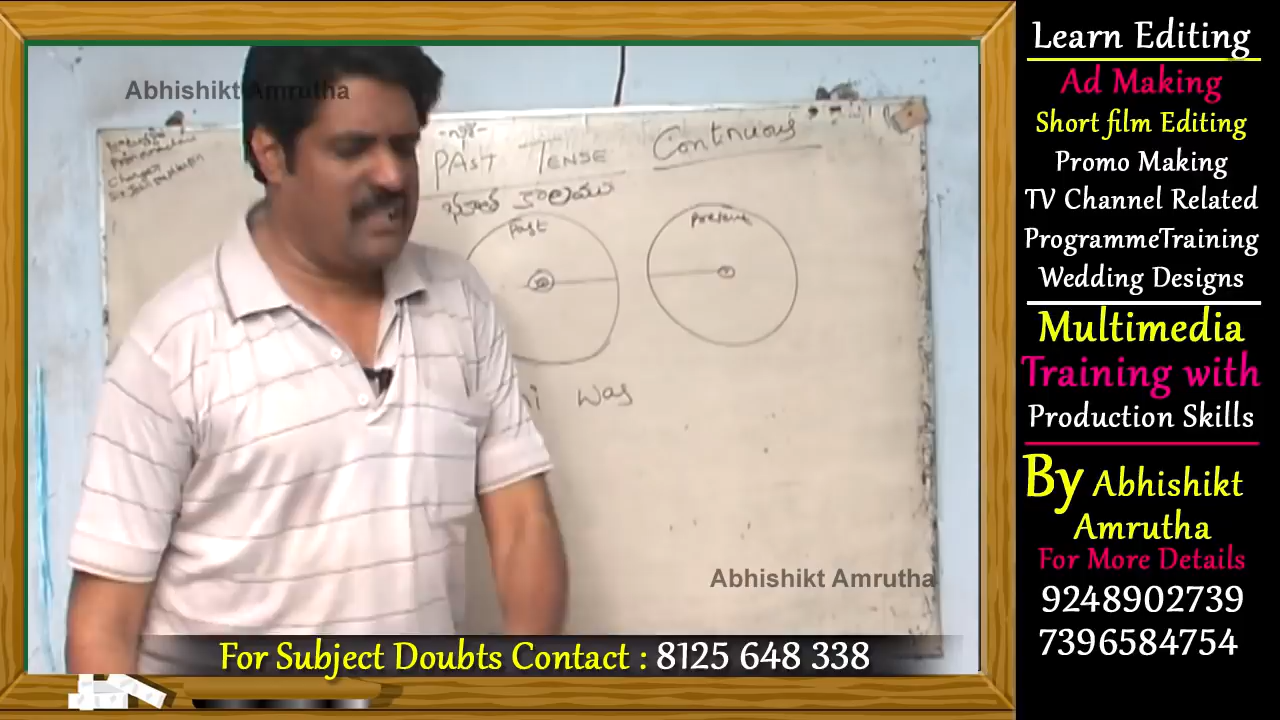 Abhishikt Amrutha
PAST TENSE Continuous
భూత కాలము
Past
Present
was
Abhishikt Amrutha
For Subject Doubts Contact : 8125 648 338
Learn Editing
Ad Making
Short film Editing
Promo Making
TV Channel Related
ProgrammeTraining
Wedding Designs
Multimedia
Training with
Production Skills
By Abhishikt
Amrutha
For More Details
9248902739
7396584754